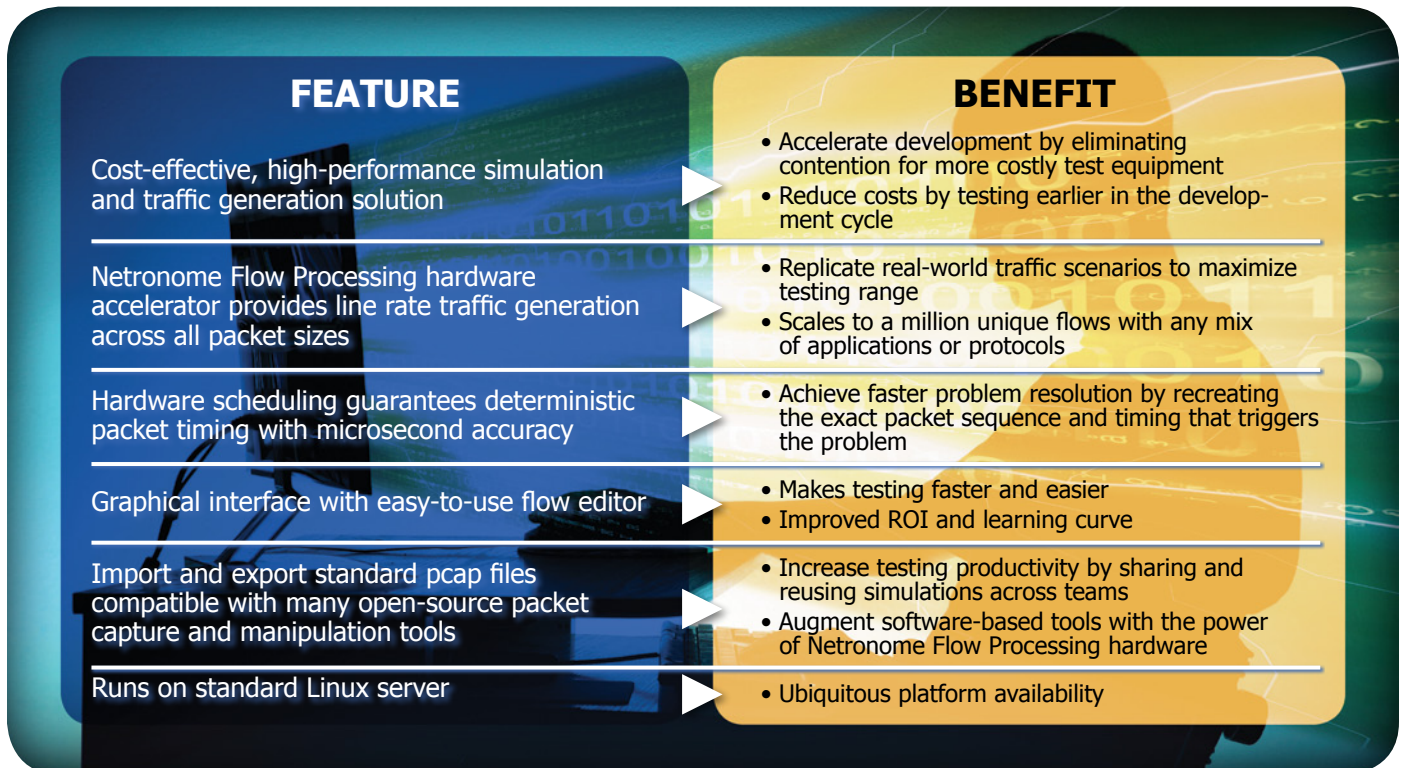 FEATURE
BENEFIT
Cost-effective, high-performance simulation
and traffic generation solution
• Accelerate development by eliminating
contention for more costly test equipment
• Reduce costs by testing earlier in the develop-
ment cycle
Netronome Flow Processing hardware
accelerator provides line rate traffic generation
across all packet sizes
• Replicate real-world traffic scenarios to maximize
testing range
• Scales to a million unique flows with any mix
of applications or protocols
Hardware scheduling guarantees deterministic
packet timing with microsecond accuracy
• Achieve faster problem resolution by recreating
the exact packet sequence and timing that triggers
the problem
Graphical interface with easy-to-use flow editor
• Makes testing faster and easier
• Improved ROI and learning curve
Import and export standard pcap files
compatible with many open-source packet
capture and manipulation tools
• Increase testing productivity by sharing and
reusing simulations across teams
• Augment software-based tools with the power
of Netronome Flow Processing hardware
Runs on standard Linux server
• Ubiquitous platform availability